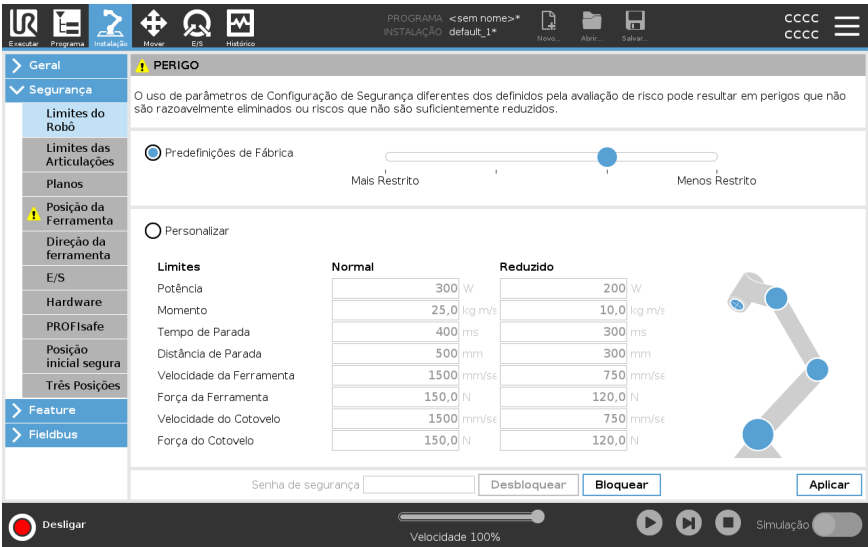 UR
PROGRAMA <sem nome>*
INSTALAÇÃO default_1*
CCCC
CCCC
Executar Programa Instalação Mover E/S Histórico Novo... Abrir... Salvar...
Geral
Segurança
Limites do
Robô
Limites das
Articulações
Planos
Posição da
Ferramenta
Direção da
ferramenta
E/S
Hardware
PROFIsafe
Posição
inicial segura
Três Posições
Feature
Fieldbus
PERIGO
O uso de parâmetros de Configuração de Segurança diferentes dos definidos pela avaliação de risco pode resultar em perigos que não
são razoavelmente eliminados ou riscos que não são suficientemente reduzidos.
Predefinições de Fábrica
Mais Restrito Menos Restrito
Personalizar
Limites Normal Reduzido
Potência 300 W 200 W
Momento 25,0 kg m/s 10,0 kg m/s
Tempo de Parada 400 ms 300 ms
Distância de Parada 500 mm 300 mm
Velocidade da Ferramenta 1500 mm/se 750 mm/se
Força da Ferramenta 150,0 N 120,0 N
Velocidade do Cotovelo 1500 mm/se 750 mm/se
Força do Cotovelo 150,0 N 120,0 N
Senha de segurança Desbloquear Bloquear Aplicar
Desligar Velocidade 100% Simulação